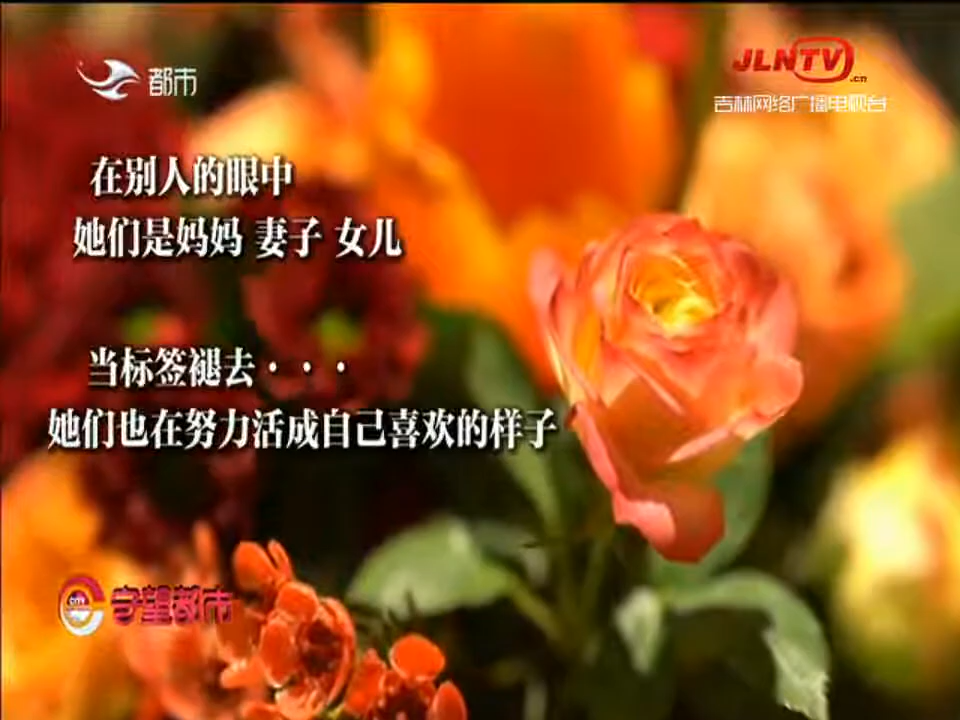 都市
JLNTV.cn
吉林网络广播电视台
在别人的眼中
她们是妈妈 妻子 女儿
当标签褪去···
她们也在努力活成自己喜欢的样子
守望都市